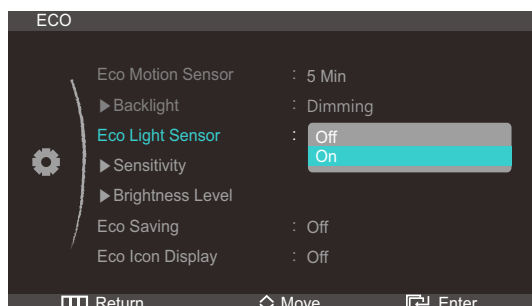 ECO
Eco Motion Sensor : 5 Min
▶Backlight : Dimming
Eco Light Sensor : Off
On
▶Sensitivity
▶Brightness Level
Eco Saving : Off
Eco Icon Display : Off
Return Move Enter